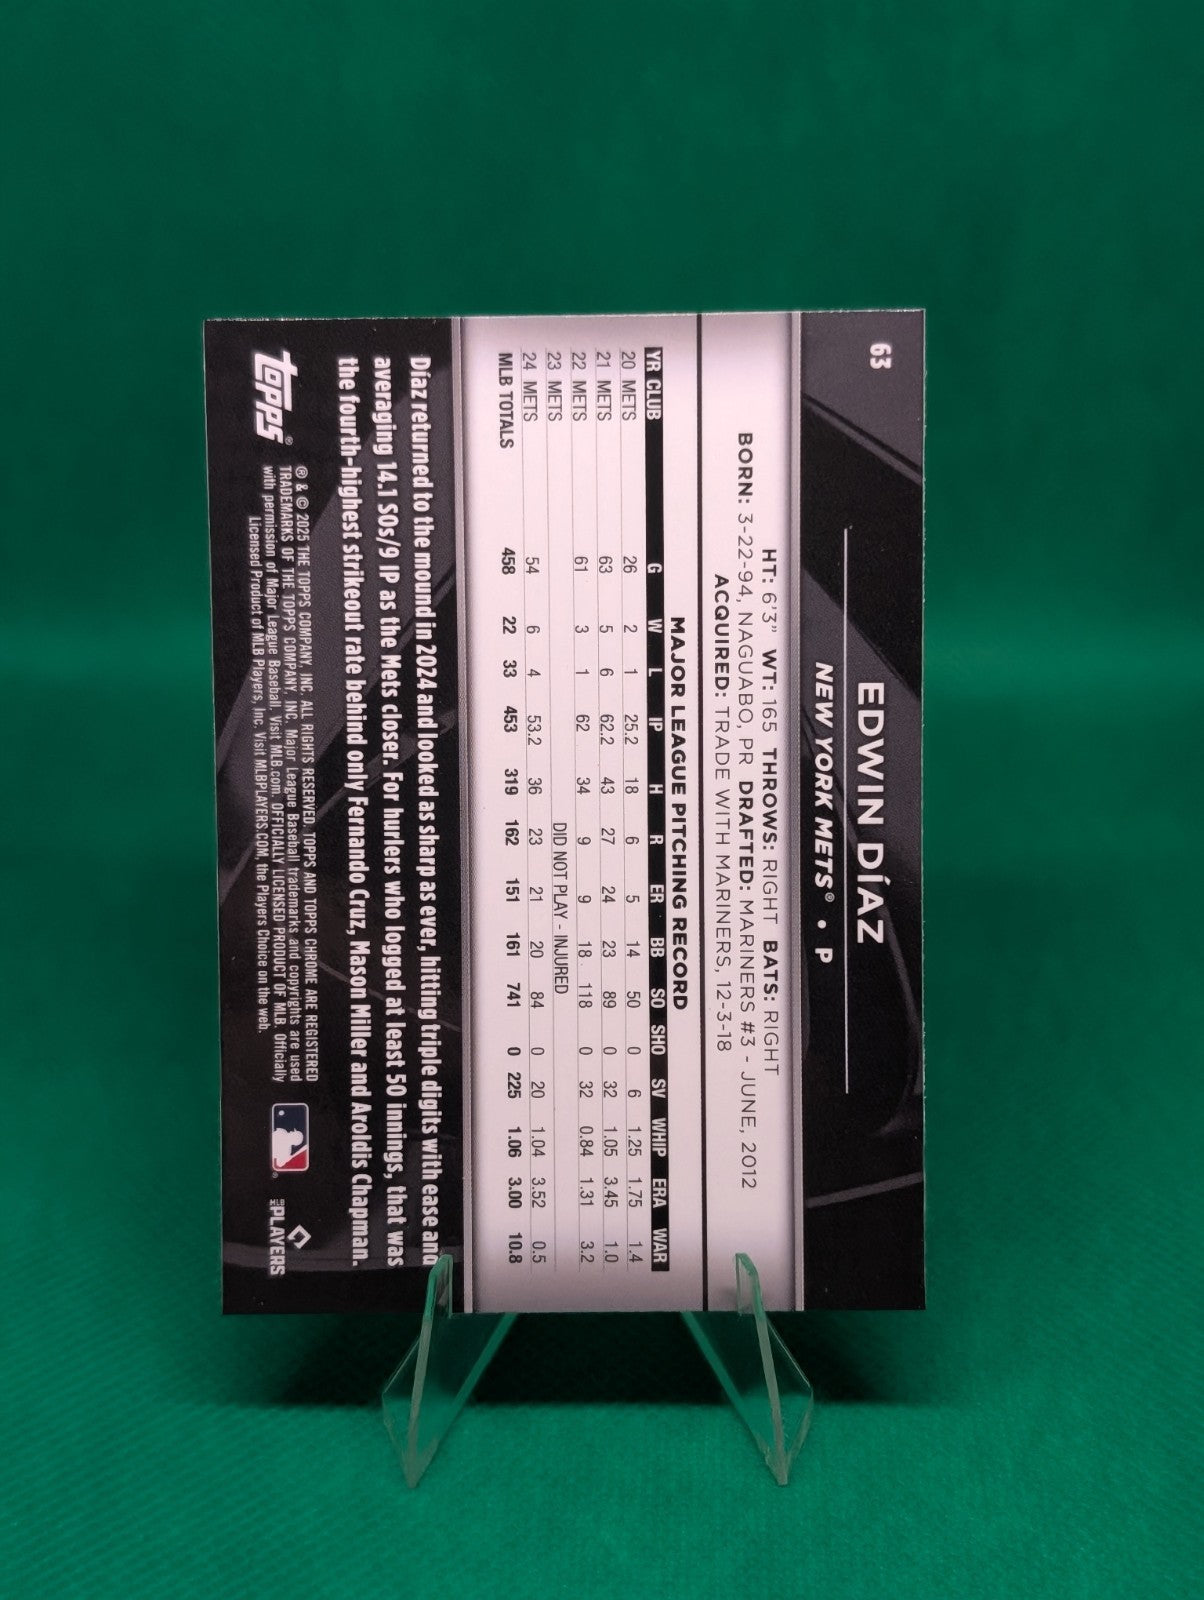 63
EDWIN DÍAZ
NEW YORK METS® • P
HT: 6'3" WT: 165 THROWS: RIGHT BATS: RIGHT
BORN: 3-22-94, NAGUABO, PR DRAFTED: MARINERS #3 - JUNE, 2012
ACQUIRED: TRADE WITH MARINERS, 12-3-18
MAJOR LEAGUE PITCHING RECORD
YR CLUB G W L IP H R ER BB SO SHO SV WHIP ERA WAR
20 METS 26 2 1 25.2 18 6 5 14 50 0 6 1.25 1.75 1.4
21 METS 63 5 6 62.2 43 27 24 23 89 0 32 1.05 3.45 1.0
22 METS 61 3 1 62 34 9 9 18 118 0 32 0.84 1.31 3.2
23 METS DID NOT PLAY - INJURED
24 METS 54 6 4 53.2 36 23 21 20 84 0 20 1.04 3.52 0.5
MLB TOTALS 458 22 33 453 319 162 151 161 741 0 225 1.06 3.00 10.8
Díaz returned to the mound in 2024 and looked as sharp as ever, hitting triple digits with ease and
averaging 14.1 SOs/9 IP as the Mets closer. For hurlers who logged at least 50 innings, that was
the fourth-highest strikeout rate behind only Fernando Cruz, Mason Miller and Aroldis Chapman.
topps®
® & © 2025 THE TOPPS COMPANY, INC. ALL RIGHTS RESERVED. TOPPS AND TOPPS CHROME ARE REGISTERED
TRADEMARKS OF THE TOPPS COMPANY, INC. Major League Baseball trademarks and copyrights are used
with permission of Major League Baseball. Visit MLB.com. OFFICIALLY LICENSED PRODUCT OF MLB. Officially
Licensed Product of MLB Players, Inc. Visit MLBPLAYERS.COM, the Players Choice on the web.
MLB PLAYERS